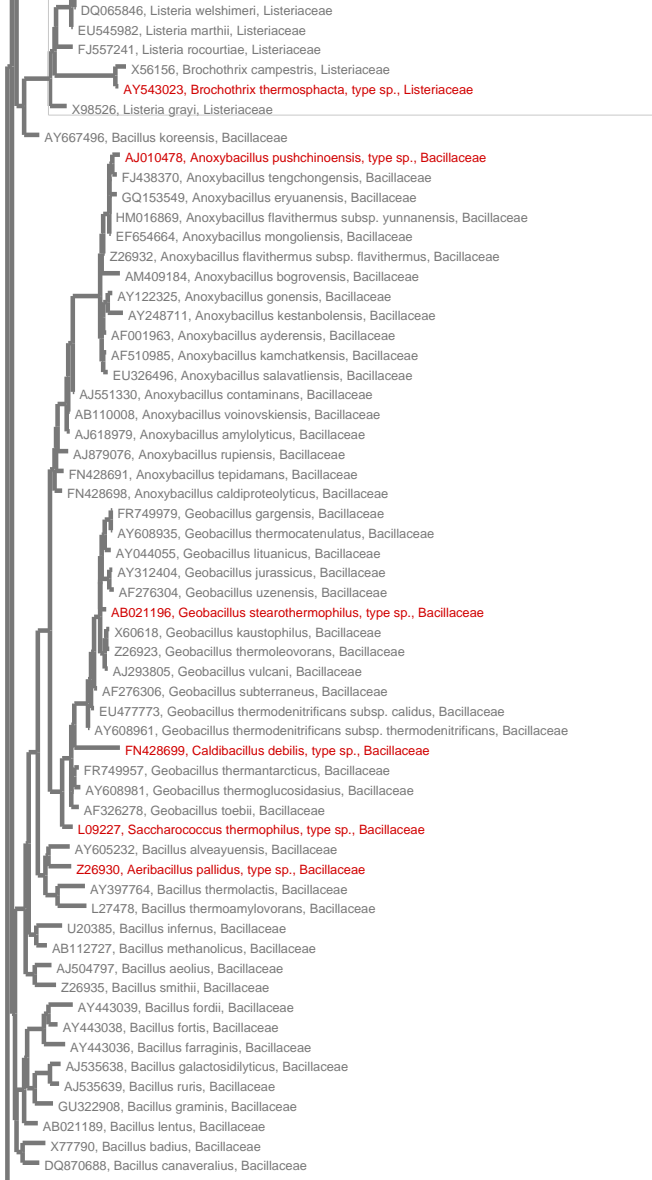 DQ065846, Listeria welshimeri, Listeriaceae
EU545982, Listeria marthii, Listeriaceae
FJ557241, Listeria rocourtiae, Listeriaceae
X56156, Brochothrix campestris, Listeriaceae
AY543023, Brochothrix thermosphacta, type sp., Listeriaceae
X98526, Listeria grayi, Listeriaceae
AY667496, Bacillus koreensis, Bacillaceae
AJ010478, Anoxybacillus pushchinoensis, type sp., Bacillaceae
FJ438370, Anoxybacillus tengchongensis, Bacillaceae
GQ153549, Anoxybacillus eryuanensis, Bacillaceae
HM016869, Anoxybacillus flavithermus subsp. yunnanensis, Bacillaceae
EF654664, Anoxybacillus mongoliensis, Bacillaceae
Z26932, Anoxybacillus flavithermus subsp. flavithermus, Bacillaceae
AM409184, Anoxybacillus bogrovensis, Bacillaceae
AY122325, Anoxybacillus gonensis, Bacillaceae
AY248711, Anoxybacillus kestanbolensis, Bacillaceae
AF001963, Anoxybacillus ayderensis, Bacillaceae
AF510985, Anoxybacillus kamchatkensis, Bacillaceae
EU326496, Anoxybacillus salavatliensis, Bacillaceae
AJ551330, Anoxybacillus contaminans, Bacillaceae
AB110008, Anoxybacillus voinovskiensis, Bacillaceae
AJ618979, Anoxybacillus amylolyticus, Bacillaceae
AJ879076, Anoxybacillus rupiensis, Bacillaceae
FN428691, Anoxybacillus tepidamans, Bacillaceae
FN428698, Anoxybacillus caldiproteolyticus, Bacillaceae
FR749979, Geobacillus gargensis, Bacillaceae
AY608935, Geobacillus thermocatenulatus, Bacillaceae
AY044055, Geobacillus lituanicus, Bacillaceae
AY312404, Geobacillus jurassicus, Bacillaceae
AF276304, Geobacillus uzenensis, Bacillaceae
AB021196, Geobacillus stearothermophilus, type sp., Bacillaceae
X60618, Geobacillus kaustophilus, Bacillaceae
Z26923, Geobacillus thermoleovorans, Bacillaceae
AJ293805, Geobacillus vulcani, Bacillaceae
AF276306, Geobacillus subterraneus, Bacillaceae
EU477773, Geobacillus thermodenitrificans subsp. calidus, Bacillaceae
AY608961, Geobacillus thermodenitrificans subsp. thermodenitrificans, Bacillaceae
FN428699, Caldibacillus debilis, type sp., Bacillaceae
FR749957, Geobacillus thermantarcticus, Bacillaceae
AY608981, Geobacillus thermoglucosidasius, Bacillaceae
AF326278, Geobacillus toebii, Bacillaceae
L09227, Saccharococcus thermophilus, type sp., Bacillaceae
AY605232, Bacillus alveayuensis, Bacillaceae
Z26930, Aeribacillus pallidus, type sp., Bacillaceae
AY397764, Bacillus thermolactis, Bacillaceae
L27478, Bacillus thermoamylovorans, Bacillaceae
U20385, Bacillus infernus, Bacillaceae
AB112727, Bacillus methanolicus, Bacillaceae
AJ504797, Bacillus aeolius, Bacillaceae
Z26935, Bacillus smithii, Bacillaceae
AY443039, Bacillus fordii, Bacillaceae
AY443038, Bacillus fortis, Bacillaceae
AY443036, Bacillus farraginis, Bacillaceae
AJ535638, Bacillus galactosidilyticus, Bacillaceae
AJ535639, Bacillus ruris, Bacillaceae
GU322908, Bacillus graminis, Bacillaceae
AB021189, Bacillus lentus, Bacillaceae
X77790, Bacillus badius, Bacillaceae
DQ870688, Bacillus canaveralius, Bacillaceae